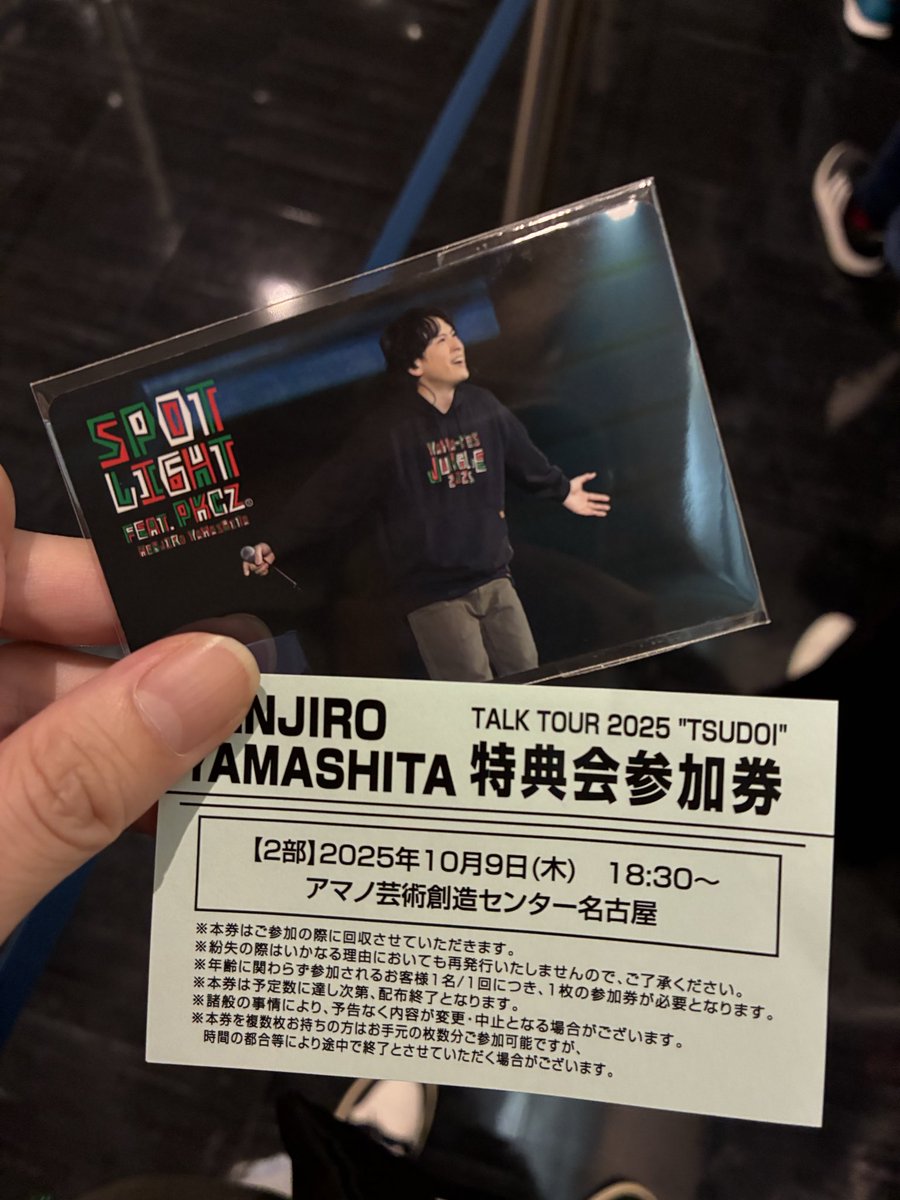 SPOT
LIGHT
FEAT. PKCZ®
KENJIRO YAMASHITA
YAMA-KEN'S
JUNGLE
2025
ENJIRO
YAMASHITA
TALK TOUR 2025 "TSUDOI"
特典会参加券
【2部】2025年10月9日(木) 18:30〜
アマノ芸術創造センター名古屋
※本券はご参加の際に回収させていただきます。
※紛失の際はいかなる理由においても再発行いたしませんので、ご了承ください。
※年齢に関わらず参加されるお客様1名/1回につき、1枚の参加券が必要となります。
※本券は予定数に達し次第、配布終了となります。
※諸般の事情により、予告なく内容が変更・中止となる場合がございます。
※本券を複数枚お持ちの方はお手元の枚数分ご参加可能ですが、
時間の都合等により途中で終了とさせていただく場合がございます。